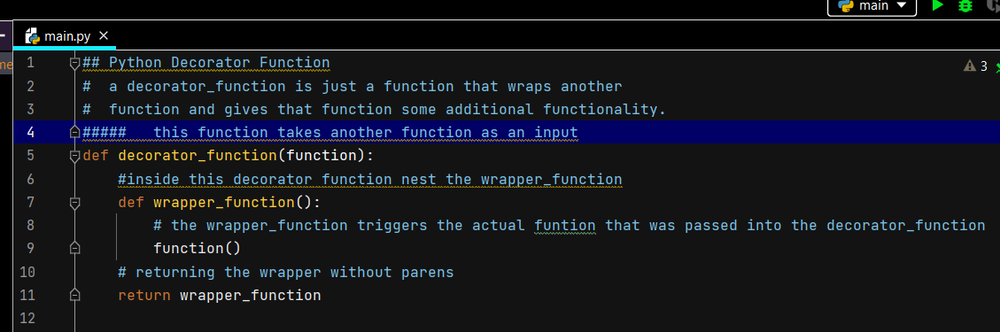 main
main.py
ne
1 ## Python Decorator Function
3
2 #  a decorator_function is just a function that wraps another
3 #  function and gives that function some additional functionality.
4 #####   this function takes another function as an input
5 def decorator_function(function):
6     #inside this decorator function nest the wrapper_function
7     def wrapper_function():
8         # the wrapper_function triggers the actual funtion that was passed into the decorator_function
9         function()
10     # returning the wrapper without parens
11     return wrapper_function
12